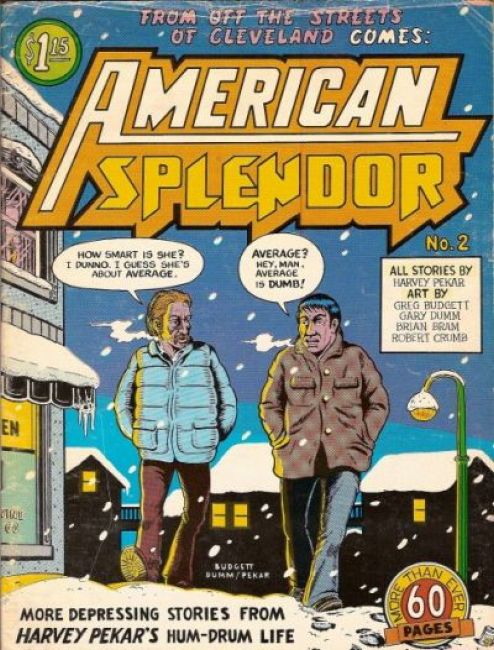 FROM OFF THE STREETS
OF CLEVELAND COMES:
$1.15
AMERICAN
SPLENDOR
No. 2
HOW SMART IS SHE?
I DUNNO. I GUESS SHE'S
ABOUT AVERAGE.
AVERAGE?
HEY, MAN,
AVERAGE
IS DUMB!
ALL STORIES BY
HARVEY PEKAR
ART BY
GREG BUDGETT
GARY DUMM
BRIAN BRAM
ROBERT CRUMB
EN
BUDGETT
DUMM/PEKAR
MORE THAN EVER
60
PAGES
MORE DEPRESSING STORIES FROM
HARVEY PEKAR'S HUM-DRUM LIFE